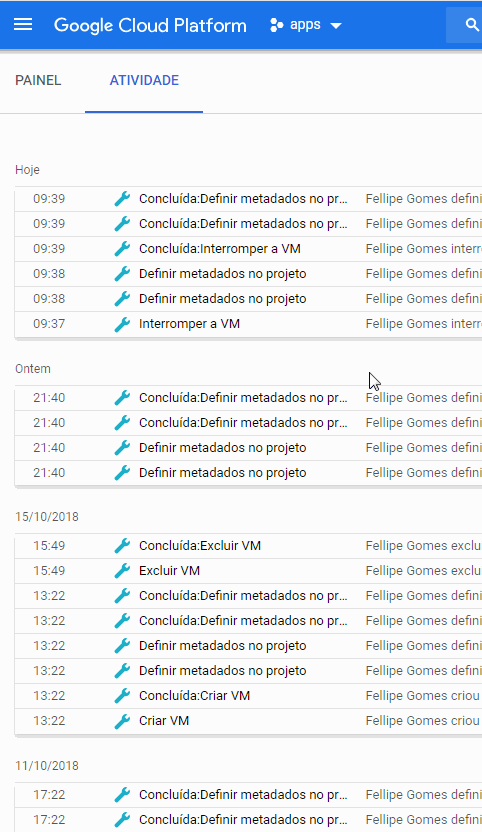 Google Cloud Platform apps
PAINEL ATIVIDADE
Hoje
09:39 Concluída:Definir metadados no pr... Fellipe Gomes defini
09:39 Concluída:Definir metadados no pr... Fellipe Gomes defini
09:39 Concluída:Interromper a VM Fellipe Gomes interr
09:38 Definir metadados no projeto Fellipe Gomes defini
09:38 Definir metadados no projeto Fellipe Gomes defini
09:37 Interromper a VM Fellipe Gomes interr
Ontem
21:40 Concluída:Definir metadados no pr... Fellipe Gomes defini
21:40 Concluída:Definir metadados no pr... Fellipe Gomes defini
21:40 Definir metadados no projeto Fellipe Gomes defini
21:40 Definir metadados no projeto Fellipe Gomes defini
15/10/2018
15:49 Concluída:Excluir VM Fellipe Gomes exclu
15:49 Excluir VM Fellipe Gomes exclu
13:22 Concluída:Definir metadados no pr... Fellipe Gomes defini
13:22 Concluída:Definir metadados no pr... Fellipe Gomes defini
13:22 Definir metadados no projeto Fellipe Gomes defini
13:22 Definir metadados no projeto Fellipe Gomes defini
13:22 Concluída:Criar VM Fellipe Gomes criou
13:22 Criar VM Fellipe Gomes criou
11/10/2018
17:22 Concluída:Definir metadados no pr... Fellipe Gomes defini
17:22 Concluída:Definir metadados no pr... Fellipe Gomes defini